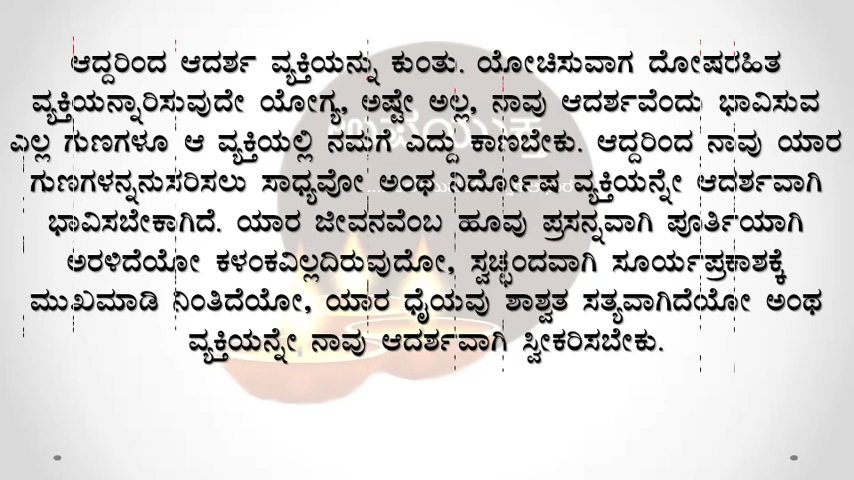 ಆದ್ದರಿಂದ ಆದರ್ಶ ವ್ಯಕ್ತಿಯನ್ನು ಕುಂತು. ಯೋಚಿಸುವಾಗ ದೋಷರಹಿತ
ವ್ಯಕ್ತಿಯನ್ನಾರಿಸುವುದೇ ಯೋಗ್ಯ, ಅಷ್ಟೇ ಅಲ್ಲ, ನಾವು ಆದರ್ಶವೆಂದು ಭಾವಿಸುವ
ಎಲ್ಲ ಗುಣಗಳೂ ಆ ವ್ಯಕ್ತಿಯಲ್ಲಿ ನಮಗೆ ಎದ್ದು ಕಾಣಬೇಕು. ಆದ್ದರಿಂದ ನಾವು ಯಾರ
ಗುಣಗಳನ್ನನುಸರಿಸಲು ಸಾಧ್ಯವೋ ಅಂಥ ನಿರ್ದೋಷ ವ್ಯಕ್ತಿಯನ್ನೇ ಆದರ್ಶವಾಗಿ
ಭಾವಿಸಬೇಕಾಗಿದೆ. ಯಾರ ಜೀವನವೆಂಬ ಹೂವು ಪ್ರಸನ್ನವಾಗಿ ಪೂರ್ತಿಯಾಗಿ
ಅರಳಿದೆಯೋ ಕಳಂಕವಿಲ್ಲದಿರುವುದೋ, ಸ್ವಚ್ಛಂದವಾಗಿ ಸೂರ್ಯಪ್ರಕಾಶಕ್ಕೆ
ಮುಖಮಾಡಿ ನಿಂತಿದೆಯೋ, ಯಾರ ಧೈಯವು ಶಾಶ್ವತ ಸತ್ಯವಾಗಿದೆಯೋ ಅಂಥ
ವ್ಯಕ್ತಿಯನ್ನೇ ನಾವು ಆದರ್ಶವಾಗಿ ಸ್ವೀಕರಿಸಬೇಕು.